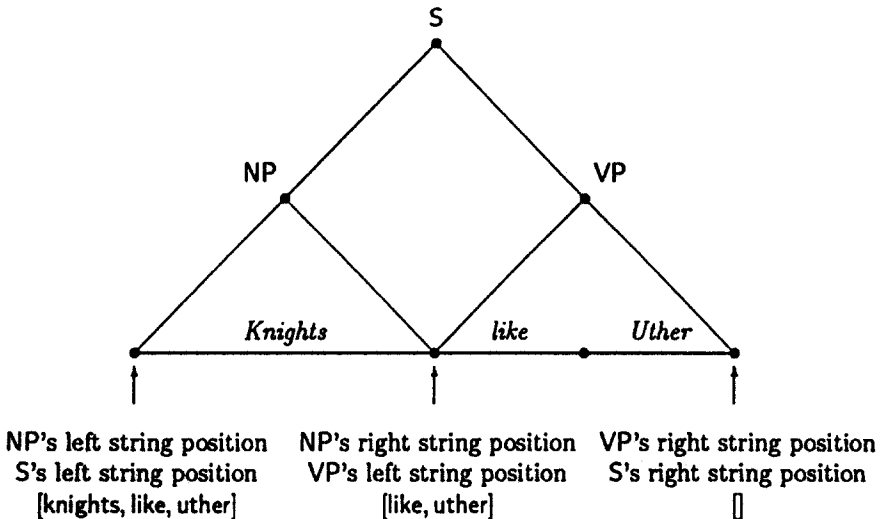 S
NP VP
Knights like Uther
NP's left string position NP's right string position VP's right string position
S's left string position VP's left string position S's right string position
[knights, like, uther] [like, uther] []